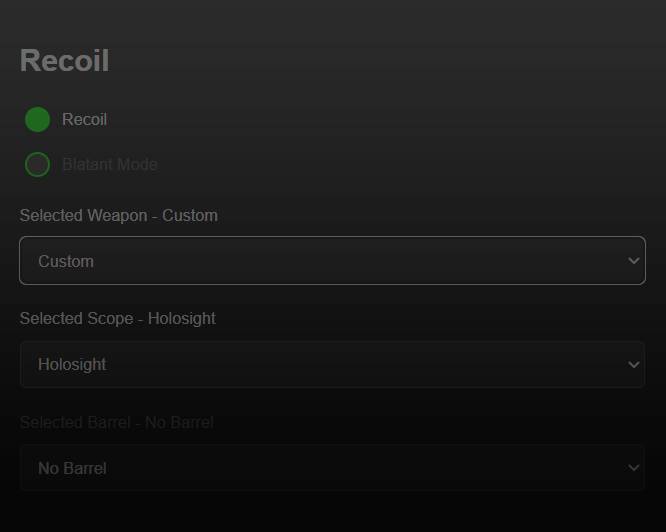 Recoil
Recoil
Blatant Mode
Selected Weapon - Custom
Custom
Selected Scope - Holosight
Holosight
Selected Barrel - No Barrel
No Barrel